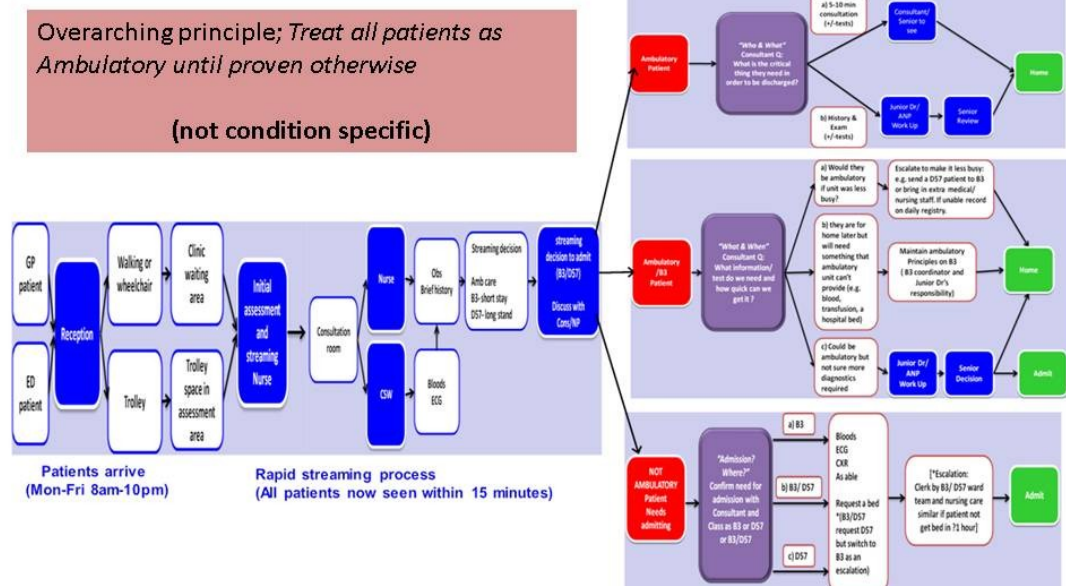 Overarching principle; Treat all patients as
Ambulatory until proven otherwise
(not condition specific)
GP
patient
ED
patient
Reception
Walking or
wheelchair
Trolley
Clinic
waiting
area
Trolley
space in
assessment
area
Initial
assessment
and
streaming
Nurse
Patients arrive
(Mon-Fri 8am-10pm)
Consultation
room
Nurse
CSW
Obs
Brief history
Bloods
ECG
Streaming decision
Amb care
B3-short stay
D57- long stand
streaming
decision to admit
(B3/D57)
Discuss with
Cons/NP
Rapid streaming process
(All patients now seen within 15 minutes)
Ambulatory
Patient
"Who & What"
Consultant Q:
What is the critical
thing they need in
order to be discharged?
a) 5-10 min
consultation
(+/-tests)
b) History &
Exam
(+/-tests)
Consultant/
Senior to
see
Junior Dr/
ANP
Work Up
Senior
Review
Home
Ambulatory
/B3
Patient
"What & When"
Consultant Q:
What information/
test do we need and
how quick can we
get it ?
a) Would they
be ambulatory
if unit was less
busy?
Escalate to make it less busy:
e.g. send a D57 patient to B3
or bring in extra medical/
nursing staff. If unable record
on daily registry.
b) they are for
home later but will
need something
that ambulatory
unit can't
provide (e.g.
blood,
transfusion, a
hospital bed)
Maintain ambulatory
Principles on B3
( B3 coordinator and
Junior Dr's
responsibility)
Home
c) Could be
ambulatory but
not sure more
diagnostics
required
Junior Dr/
ANP
Work Up
Senior
Decision
Admit
NOT
AMBULATORY
Patient
Needs
admitting
"Admission?
Where?"
Confirm need for
admission with
Consultant and
Class as B3 or D57
or B3/D57
a) B3
b) B3/ D57
c) D57
Bloods
ECG
CXR
As able
Request a bed
*(B3/D57
request D57
but switch to
B3 as an
escalation)
[*Escalation:
Clerk by B3/ D57 ward
team and nursing care
similar if patient not
get bed in ?1 hour]
Admit